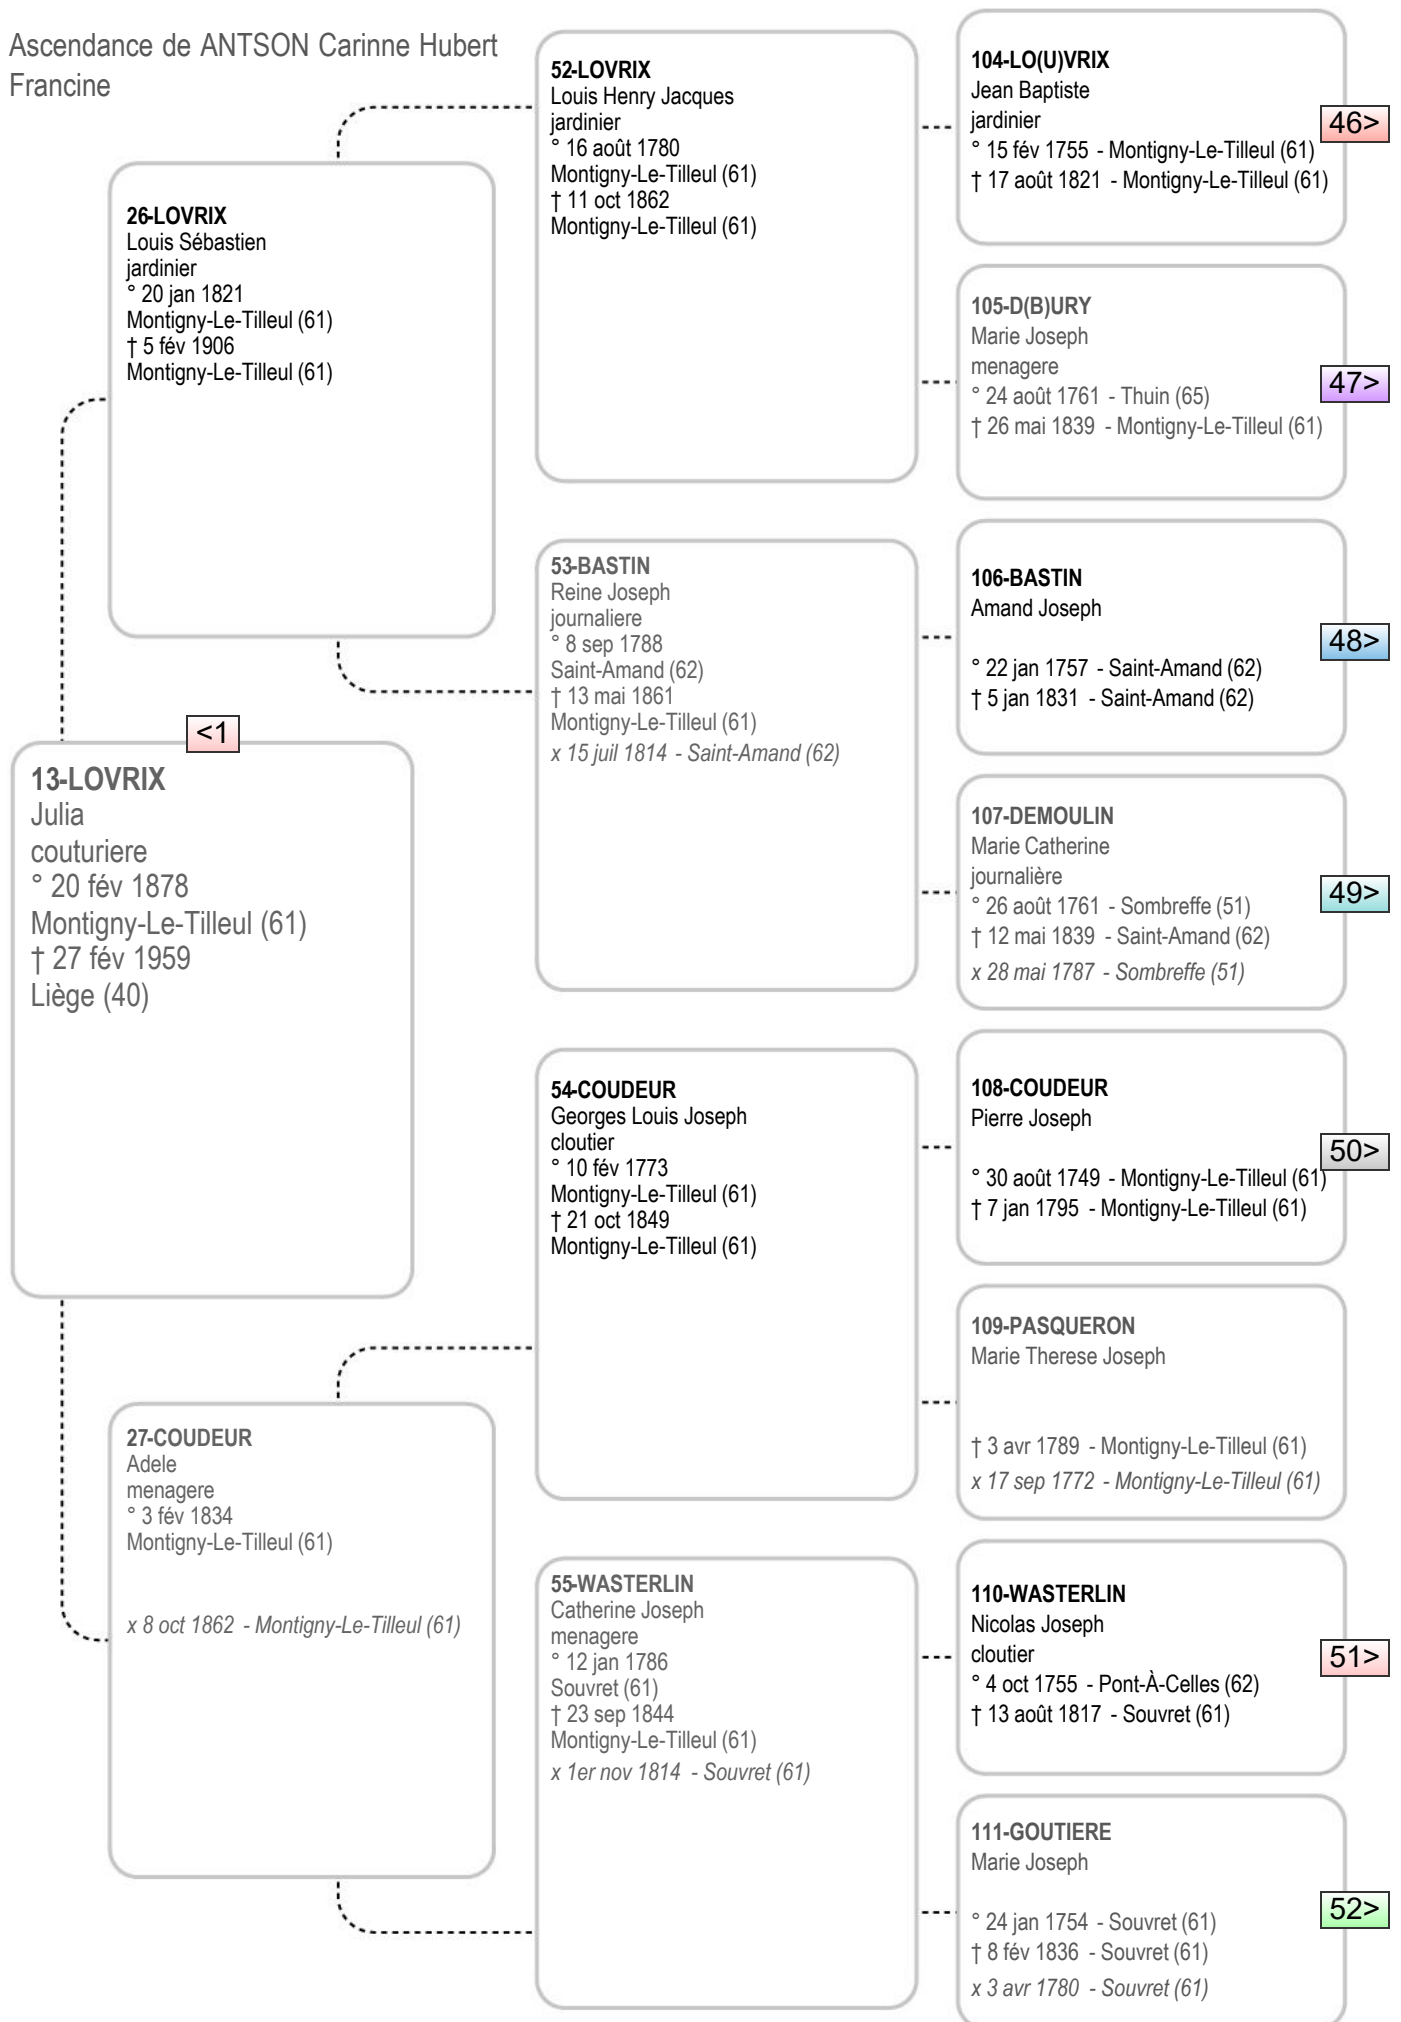 Ascendance de ANTSON Carinne Hubert
Francine
13-LOVRIX
Julia
couturiere
° 20 fév 1878
Montigny-Le-Tilleul (61)
† 27 fév 1959
Liège (40)
<1
26-LOVRIX
Louis Sébastien
jardinier
° 20 jan 1821
Montigny-Le-Tilleul (61)
† 5 fév 1906
Montigny-Le-Tilleul (61)
27-COUDEUR
Adele
menagere
° 3 fév 1834
Montigny-Le-Tilleul (61)
x 8 oct 1862 - Montigny-Le-Tilleul (61)
52-LOVRIX
Louis Henry Jacques
jardinier
° 16 août 1780
Montigny-Le-Tilleul (61)
† 11 oct 1862
Montigny-Le-Tilleul (61)
53-BASTIN
Reine Joseph
journaliere
° 8 sep 1788
Saint-Amand (62)
† 13 mai 1861
Montigny-Le-Tilleul (61)
x 15 juil 1814 - Saint-Amand (62)
54-COUDEUR
Georges Louis Joseph
cloutier
° 10 fév 1773
Montigny-Le-Tilleul (61)
† 21 oct 1849
Montigny-Le-Tilleul (61)
55-WASTERLIN
Catherine Joseph
menagere
° 12 jan 1786
Souvret (61)
† 23 sep 1844
Montigny-Le-Tilleul (61)
x 1er nov 1814 - Souvret (61)
104-LO(U)VRIX
Jean Baptiste
jardinier
° 15 fév 1755 - Montigny-Le-Tilleul (61)
† 17 août 1821 - Montigny-Le-Tilleul (61)
46>
105-D(B)URY
Marie Joseph
menagere
° 24 août 1761 - Thuin (65)
† 26 mai 1839 - Montigny-Le-Tilleul (61)
47>
106-BASTIN
Amand Joseph
° 22 jan 1757 - Saint-Amand (62)
† 5 jan 1831 - Saint-Amand (62)
48>
107-DEMOULIN
Marie Catherine
journalière
° 26 août 1761 - Sombreffe (51)
† 12 mai 1839 - Saint-Amand (62)
x 28 mai 1787 - Sombreffe (51)
49>
108-COUDEUR
Pierre Joseph
° 30 août 1749 - Montigny-Le-Tilleul (61)
† 7 jan 1795 - Montigny-Le-Tilleul (61)
50>
109-PASQUERON
Marie Therese Joseph
† 3 avr 1789 - Montigny-Le-Tilleul (61)
x 17 sep 1772 - Montigny-Le-Tilleul (61)
110-WASTERLIN
Nicolas Joseph
cloutier
° 4 oct 1755 - Pont-À-Celles (62)
† 13 août 1817 - Souvret (61)
51>
111-GOUTIERE
Marie Joseph
° 24 jan 1754 - Souvret (61)
† 8 fév 1836 - Souvret (61)
x 3 avr 1780 - Souvret (61)
52>